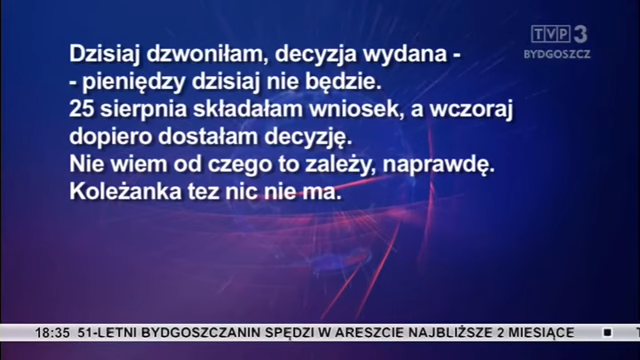 TVP 3
BYDGOSZCZ
Dzisiaj dzwoniłam, decyzja wydana -
- pieniędzy dzisiaj nie będzie.
25 sierpnia składałam wniosek, a wczoraj
dopiero dostałam decyzję.
Nie wiem od czego to zależy, naprawdę.
Koleżanka tez nic nie ma.
18:35 51-LETNI BYDGOSZCZANIN SPĘDZI W ARESZCIE NAJBLIŻSZE 2 MIESIĄCE